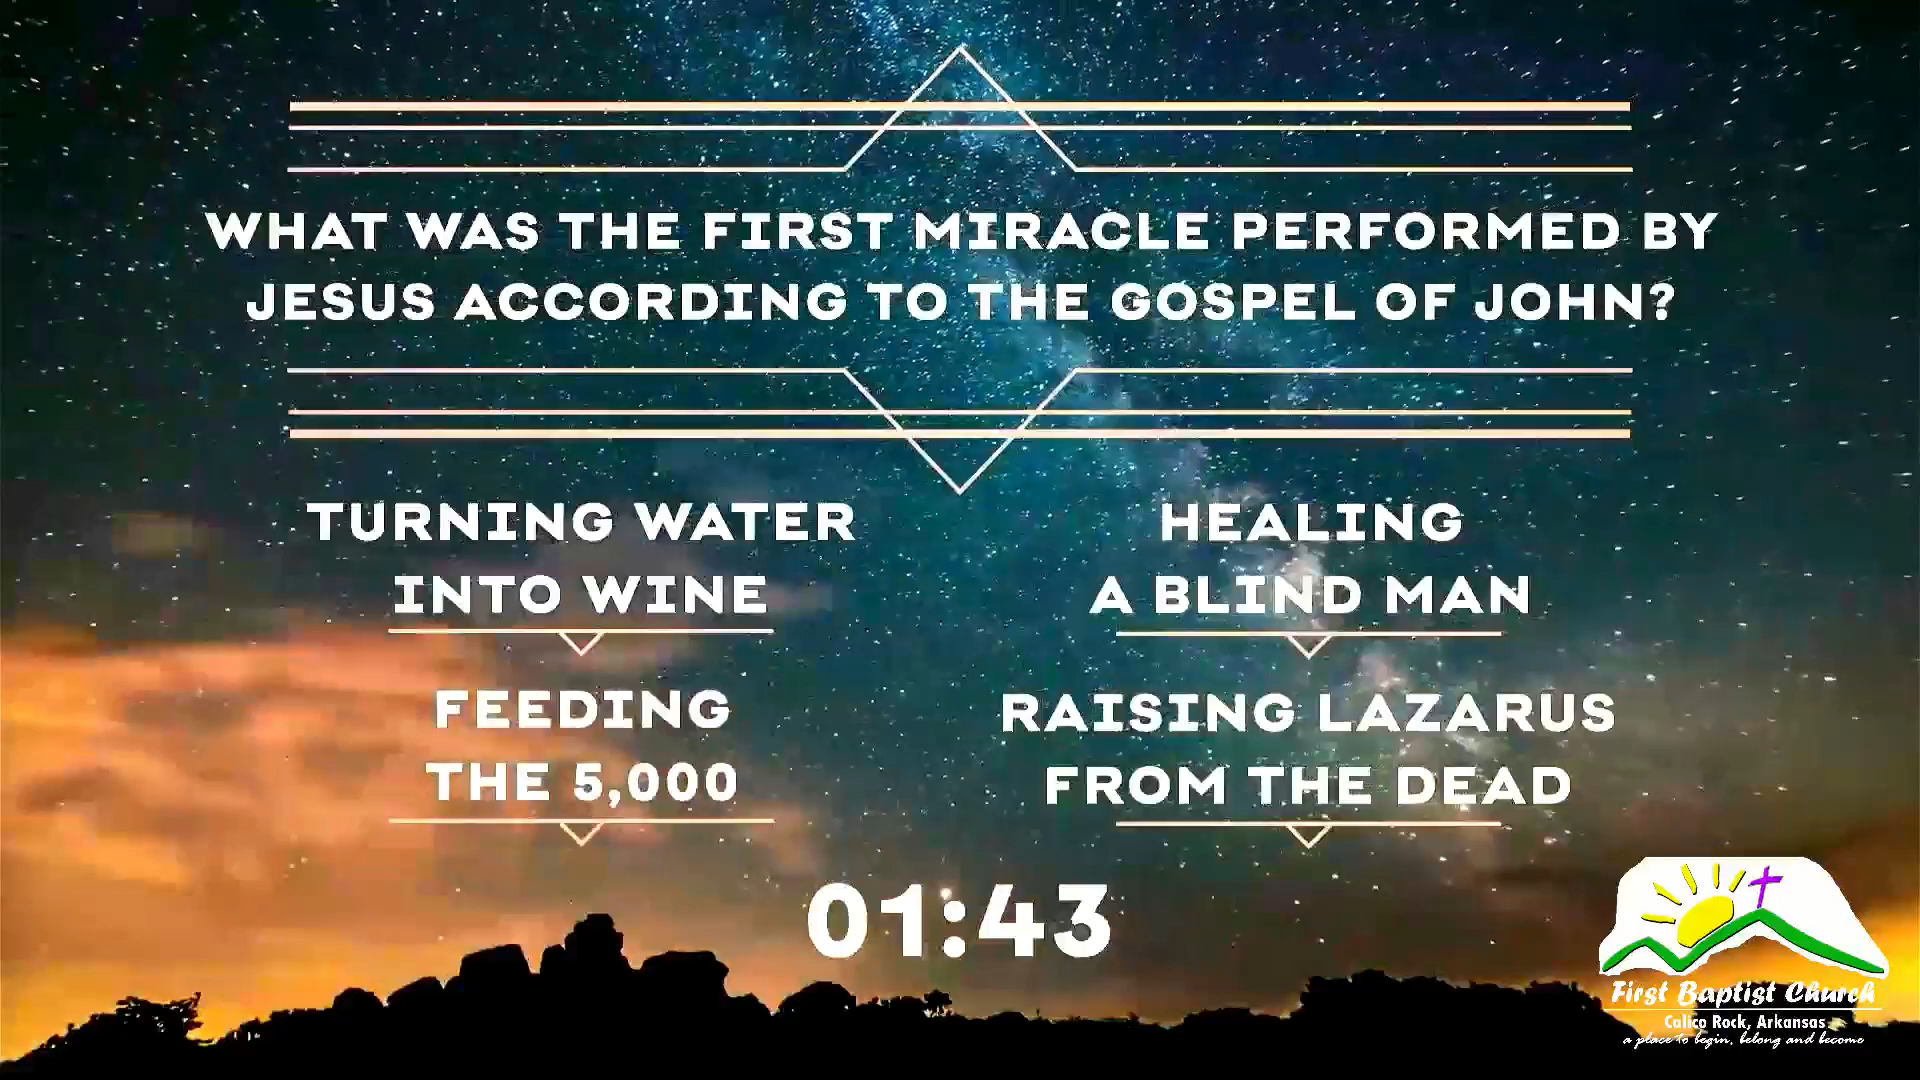 WHAT WAS THE FIRST MIRACLE PERFORMED BY
JESUS ACCORDING TO THE GOSPEL OF JOHN?
TURNING WATER
INTO WINE
HEALING
A BLIND MAN
FEEDING
THE 5,000
RAISING LAZARUS
FROM THE DEAD
01:43
First Baptist Church
Calico Rock, Arkansas
a place to begin, belong and become